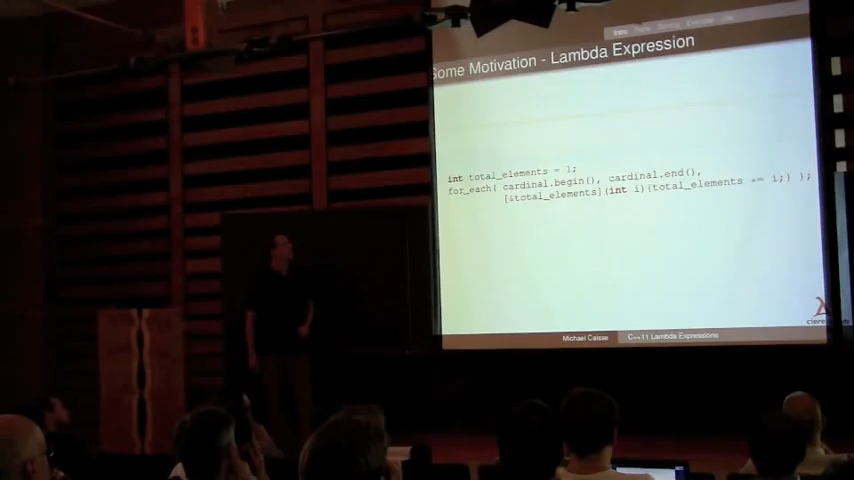 Intro
Some Motivation - Lambda Expression
int total_elements = 1;
for_each( cardinal.begin(), cardinal.end(),
[&total_elements](int i){total_elements *= i;} );
Michael Caisse
C++11 Lambda Expressions